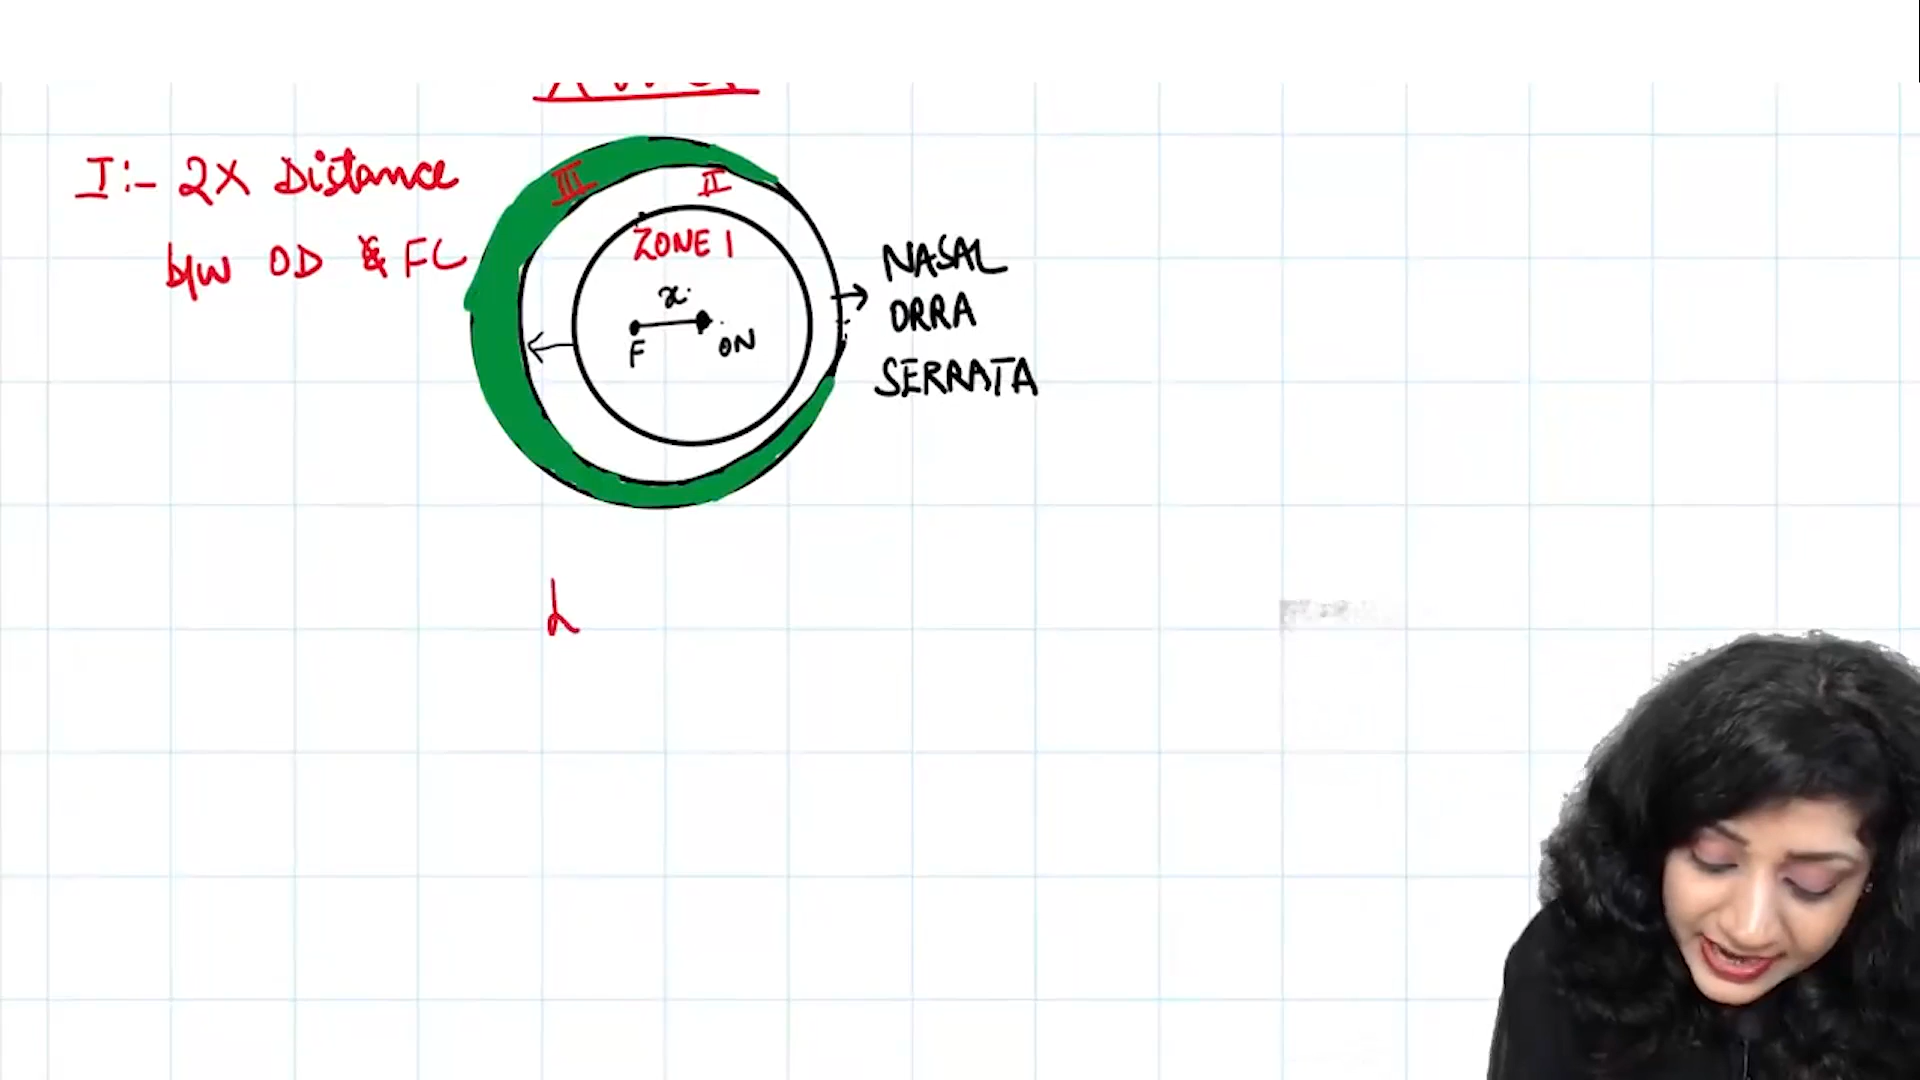 I:- 2X Distance
b/w OD & FC
III
II
ZONE 1
x
F
ON
NASAL
ORRA
SERRATA
L